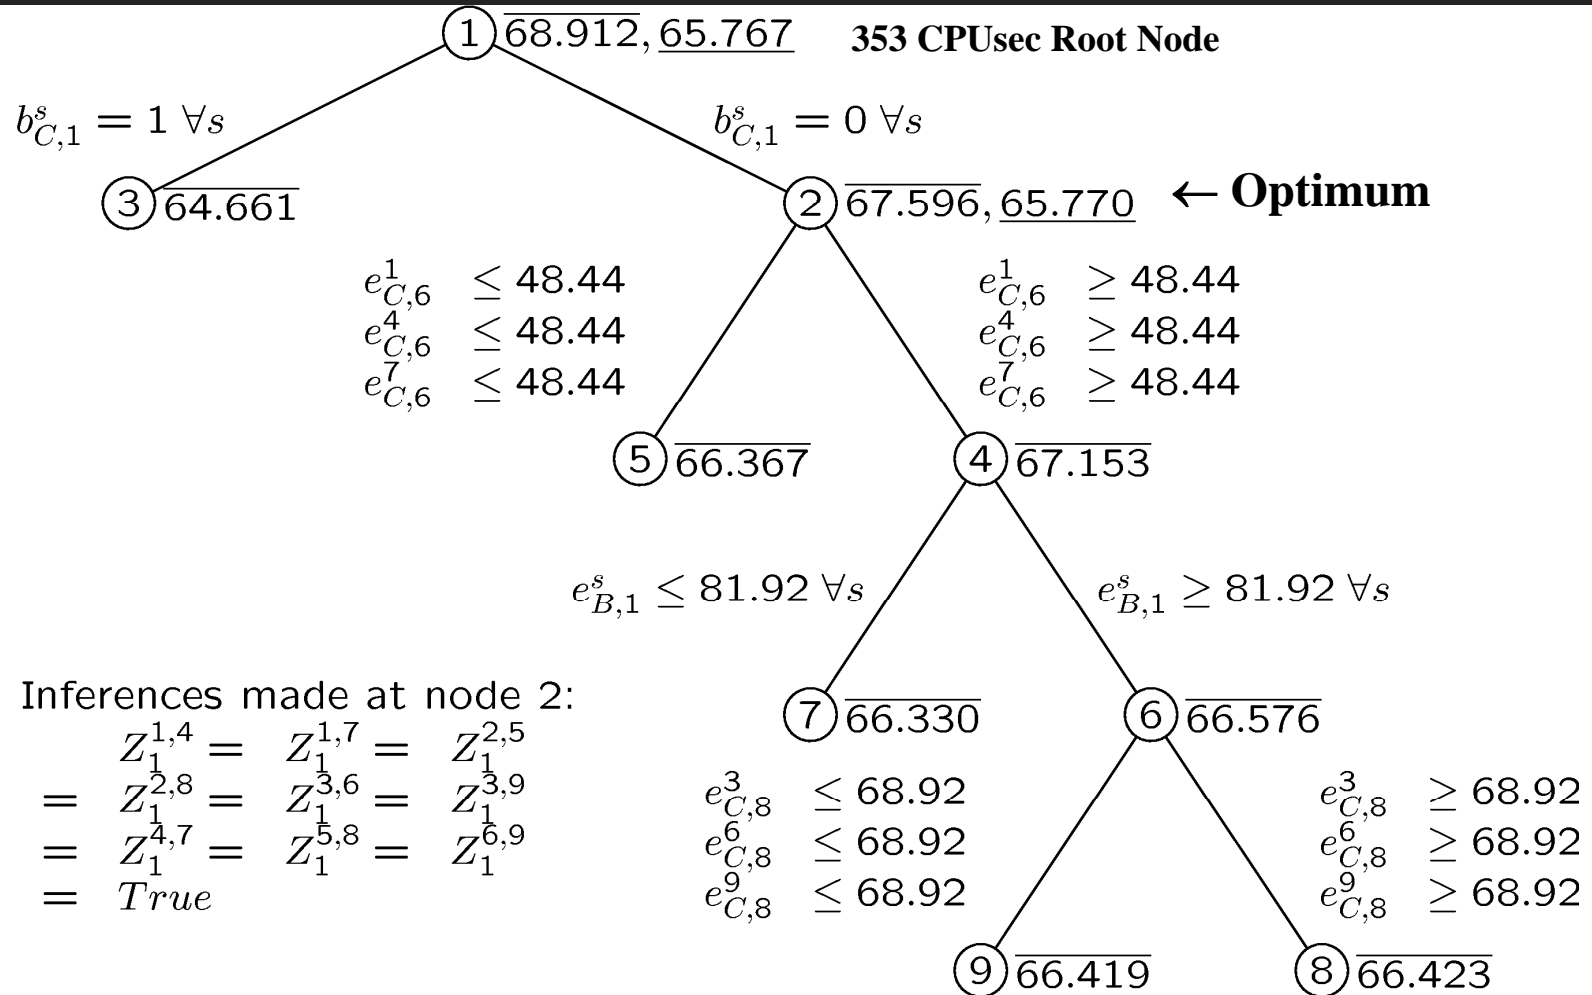 1 68.912, 65.767 353 CPUsec Root Node
b^s_{C,1} = 1 ∀s b^s_{C,1} = 0 ∀s
3 64.661 2 67.596, 65.770 ← Optimum
e^1_{C,6} ≤ 48.44 e^1_{C,6} ≥ 48.44
e^4_{C,6} ≤ 48.44 e^4_{C,6} ≥ 48.44
e^7_{C,6} ≤ 48.44 e^7_{C,6} ≥ 48.44
5 66.367 4 67.153
e^s_{B,1} ≤ 81.92 ∀s e^s_{B,1} ≥ 81.92 ∀s
Inferences made at node 2:
Z^{1,4}_1 = Z^{1,7}_1 = Z^{2,5}_1
= Z^{2,8}_1 = Z^{3,6}_1 = Z^{3,9}_1
= Z^{4,7}_1 = Z^{5,8}_1 = Z^{6,9}_1
= True
7 66.330 6 66.576
e^3_{C,8} ≤ 68.92 e^3_{C,8} ≥ 68.92
e^6_{C,8} ≤ 68.92 e^6_{C,8} ≥ 68.92
e^9_{C,8} ≤ 68.92 e^9_{C,8} ≥ 68.92
9 66.419 8 66.423